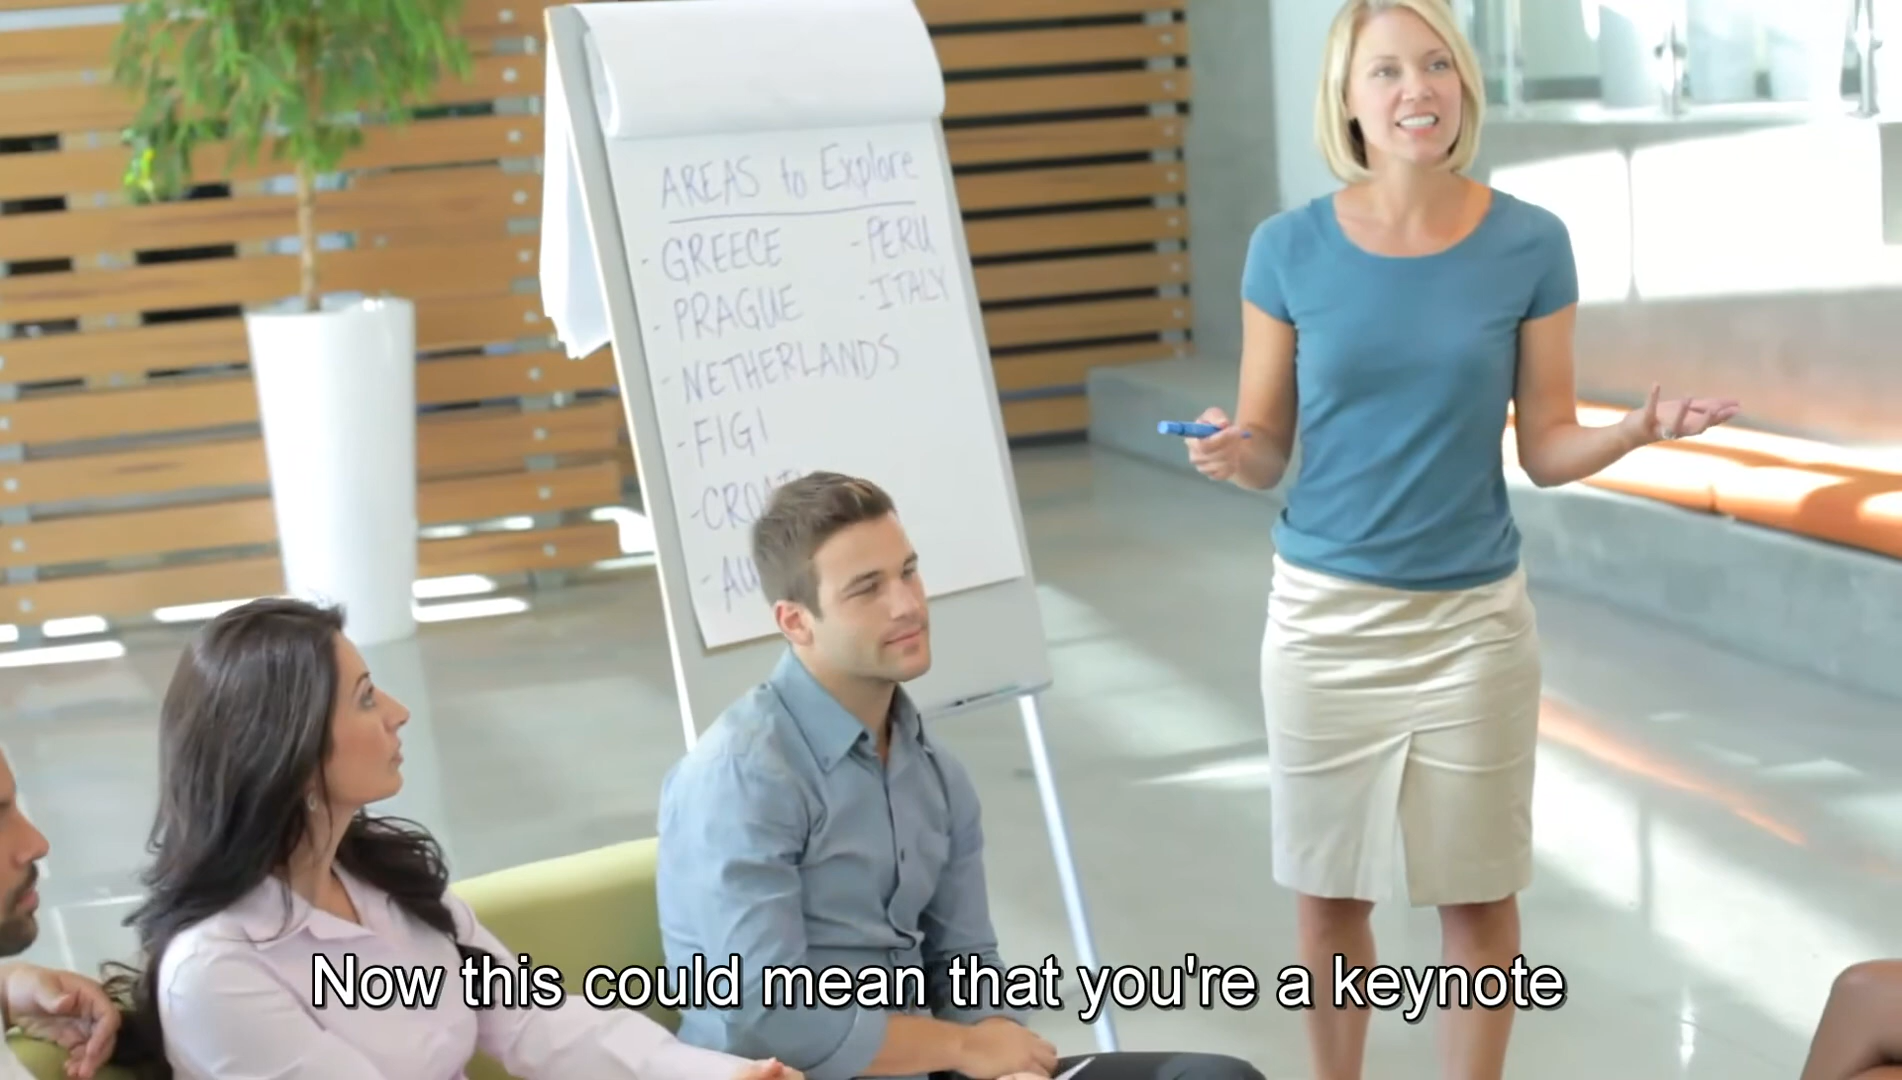 AREAS to Explore
- GREECE
- PRAGUE
- NETHERLANDS
- FIGI
- PERU
- ITALY
Now this could mean that you're a keynote